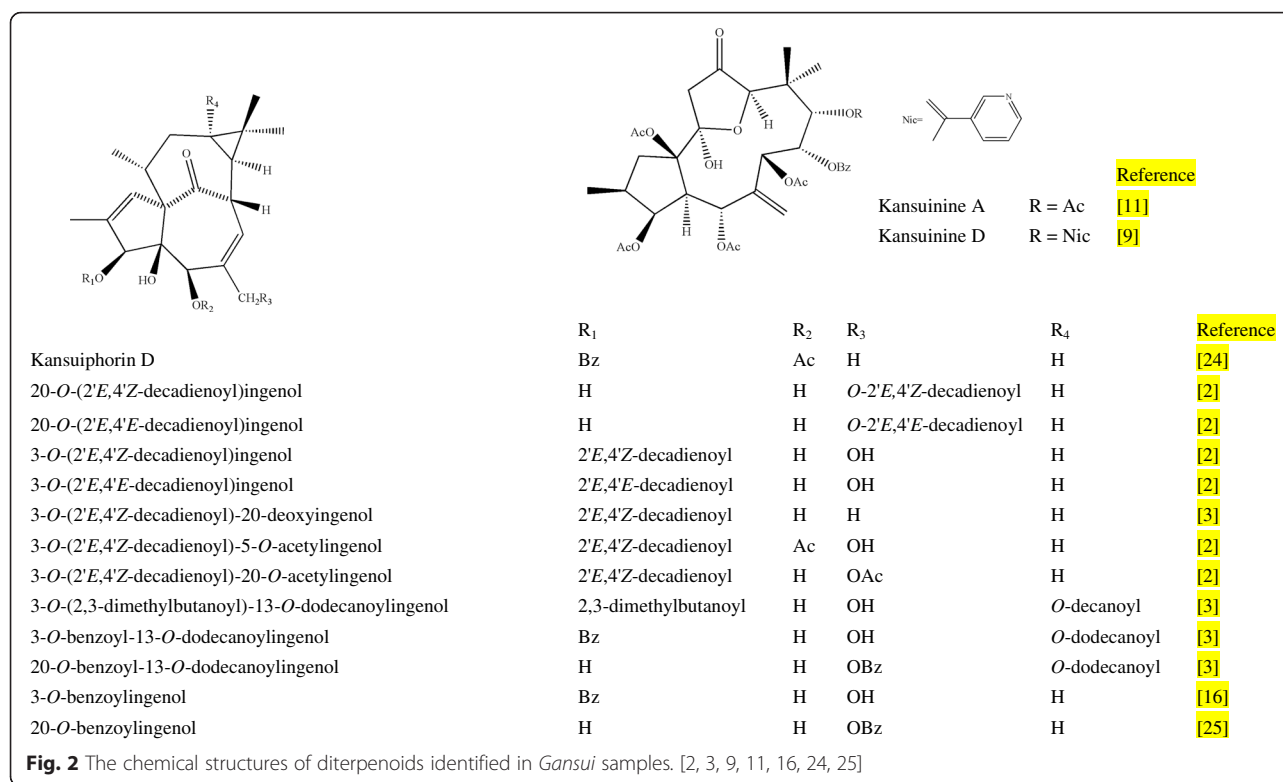 R4
O
H
H
R1O
HO
OR2
CH2R3
O
AcO
O
H
OH
OR
OBz
OAc
AcO
H
OAc
Nic=
N
Reference
Kansuinine A R = Ac [11]
Kansuinine D R = Nic [9]
R1 R2 R3 R4 Reference
Kansuiphorin D Bz Ac H H [24]
20-O-(2'E,4'Z-decadienoyl)ingenol H H O-2'E,4'Z-decadienoyl H [2]
20-O-(2'E,4'E-decadienoyl)ingenol H H O-2'E,4'E-decadienoyl H [2]
3-O-(2'E,4'Z-decadienoyl)ingenol 2'E,4'Z-decadienoyl H OH H [2]
3-O-(2'E,4'E-decadienoyl)ingenol 2'E,4'E-decadienoyl H OH H [2]
3-O-(2'E,4'Z-decadienoyl)-20-deoxyingenol 2'E,4'Z-decadienoyl H H H [3]
3-O-(2'E,4'Z-decadienoyl)-5-O-acetylingenol 2'E,4'Z-decadienoyl Ac OH H [2]
3-O-(2'E,4'Z-decadienoyl)-20-O-acetylingenol 2'E,4'Z-decadienoyl H OAc H [2]
3-O-(2,3-dimethylbutanoyl)-13-O-dodecanoylingenol 2,3-dimethylbutanoyl H OH O-decanoyl [3]
3-O-benzoyl-13-O-dodecanoylingenol Bz H OH O-dodecanoyl [3]
20-O-benzoyl-13-O-dodecanoylingenol H H OBz O-dodecanoyl [3]
3-O-benzoylingenol Bz H OH H [16]
20-O-benzoylingenol H H OBz H [25]
Fig. 2 The chemical structures of diterpenoids identified in Gansui samples. [2, 3, 9, 11, 16, 24, 25]